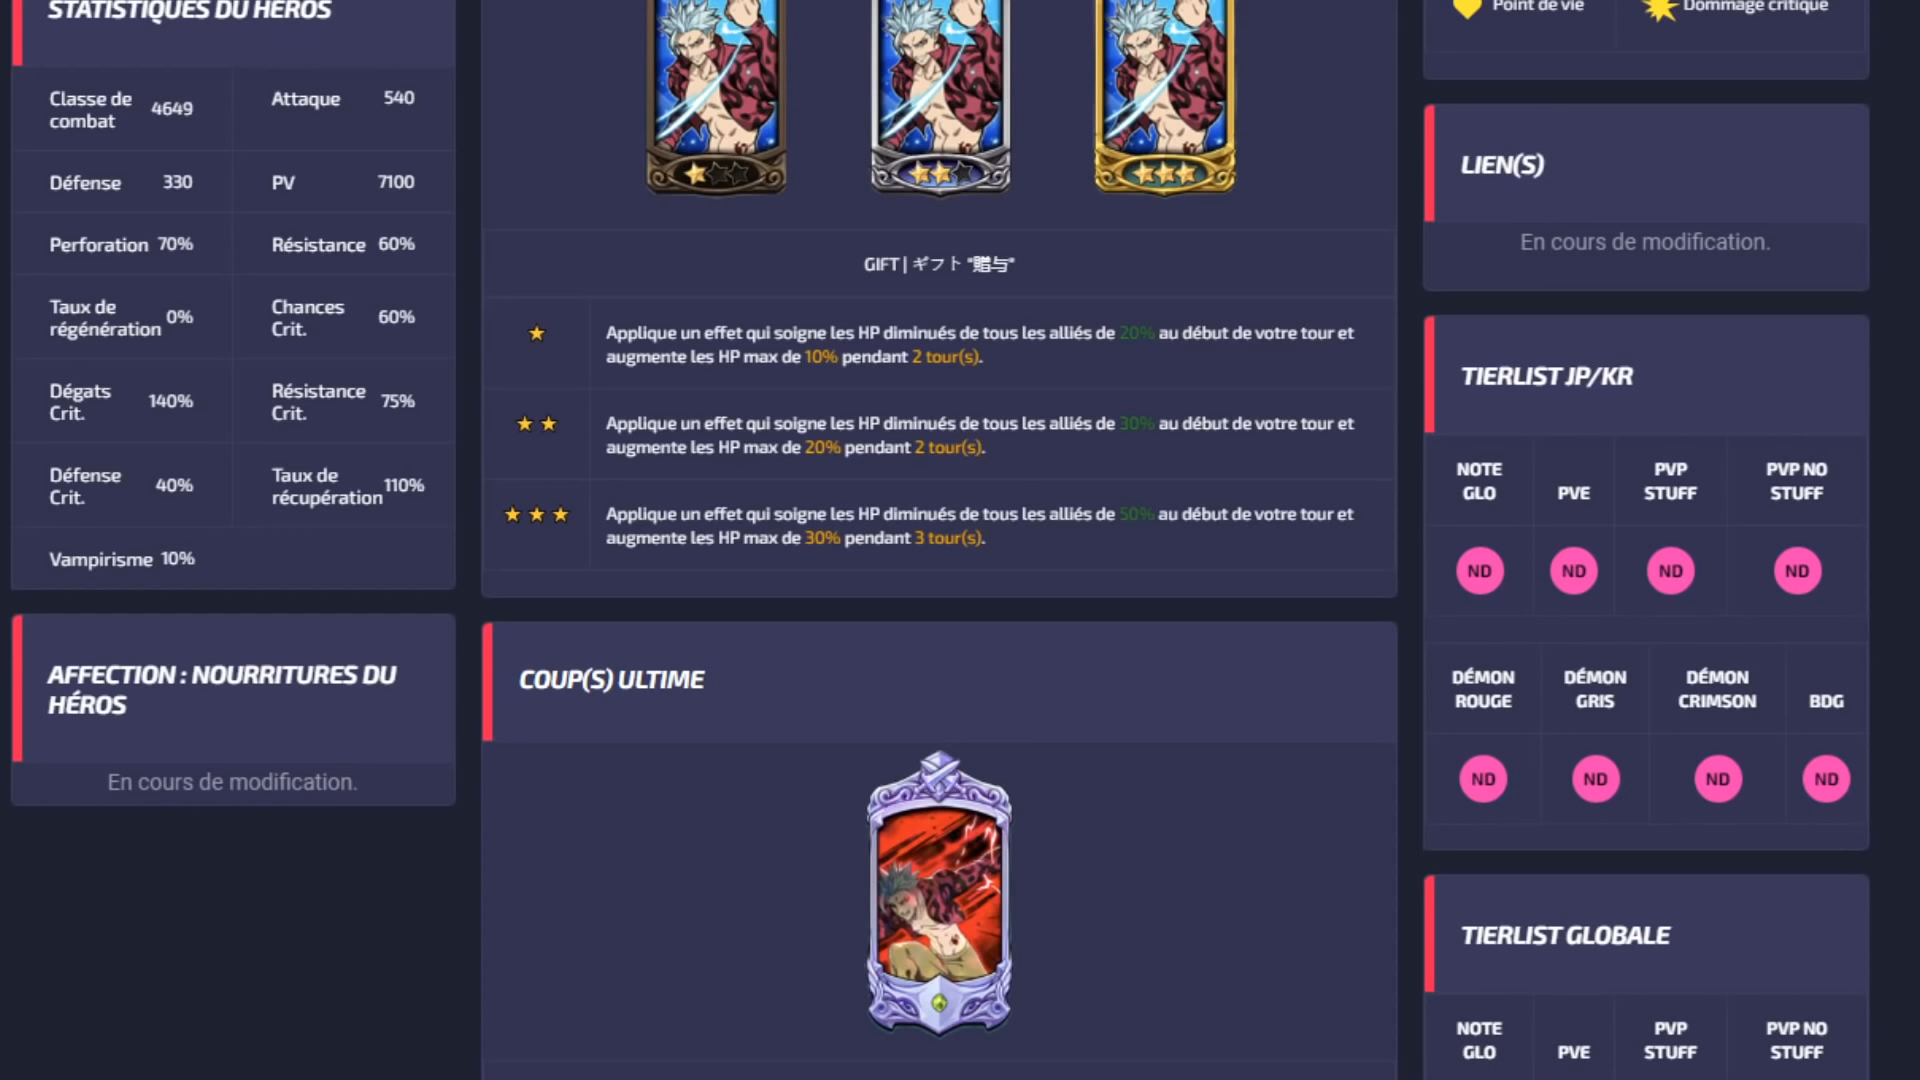 STATISTIQUES DU HÉROS
Classe de
combat
4649
Attaque
540
Défense
330
PV
7100
Perforation
70%
Résistance
60%
Taux de
régénération
0%
Chances
Crit.
60%
Dégats
Crit.
140%
Résistance
Crit.
75%
Défense
Crit.
40%
Taux de
récupération
110%
Vampirisme
10%
AFFECTION : NOURRITURES DU
HÉROS
En cours de modification.
GIFT | ギフト "贈与"
Applique un effet qui soigne les HP diminués de tous les alliés de 20% au début de votre tour et
augmente les HP max de 10% pendant 2 tour(s).
Applique un effet qui soigne les HP diminués de tous les alliés de 30% au début de votre tour et
augmente les HP max de 20% pendant 2 tour(s).
Applique un effet qui soigne les HP diminués de tous les alliés de 50% au début de votre tour et
augmente les HP max de 30% pendant 3 tour(s).
COUP(S) ULTIME
Point de vie
Dommage critique
LIEN(S)
En cours de modification.
TIERLIST JP/KR
NOTE
GLO
PVE
PVP
STUFF
PVP NO
STUFF
ND
ND
ND
ND
DÉMON
ROUGE
DÉMON
GRIS
DÉMON
CRIMSON
BDG
ND
ND
ND
ND
TIERLIST GLOBALE
NOTE
GLO
PVE
PVP
STUFF
PVP NO
STUFF